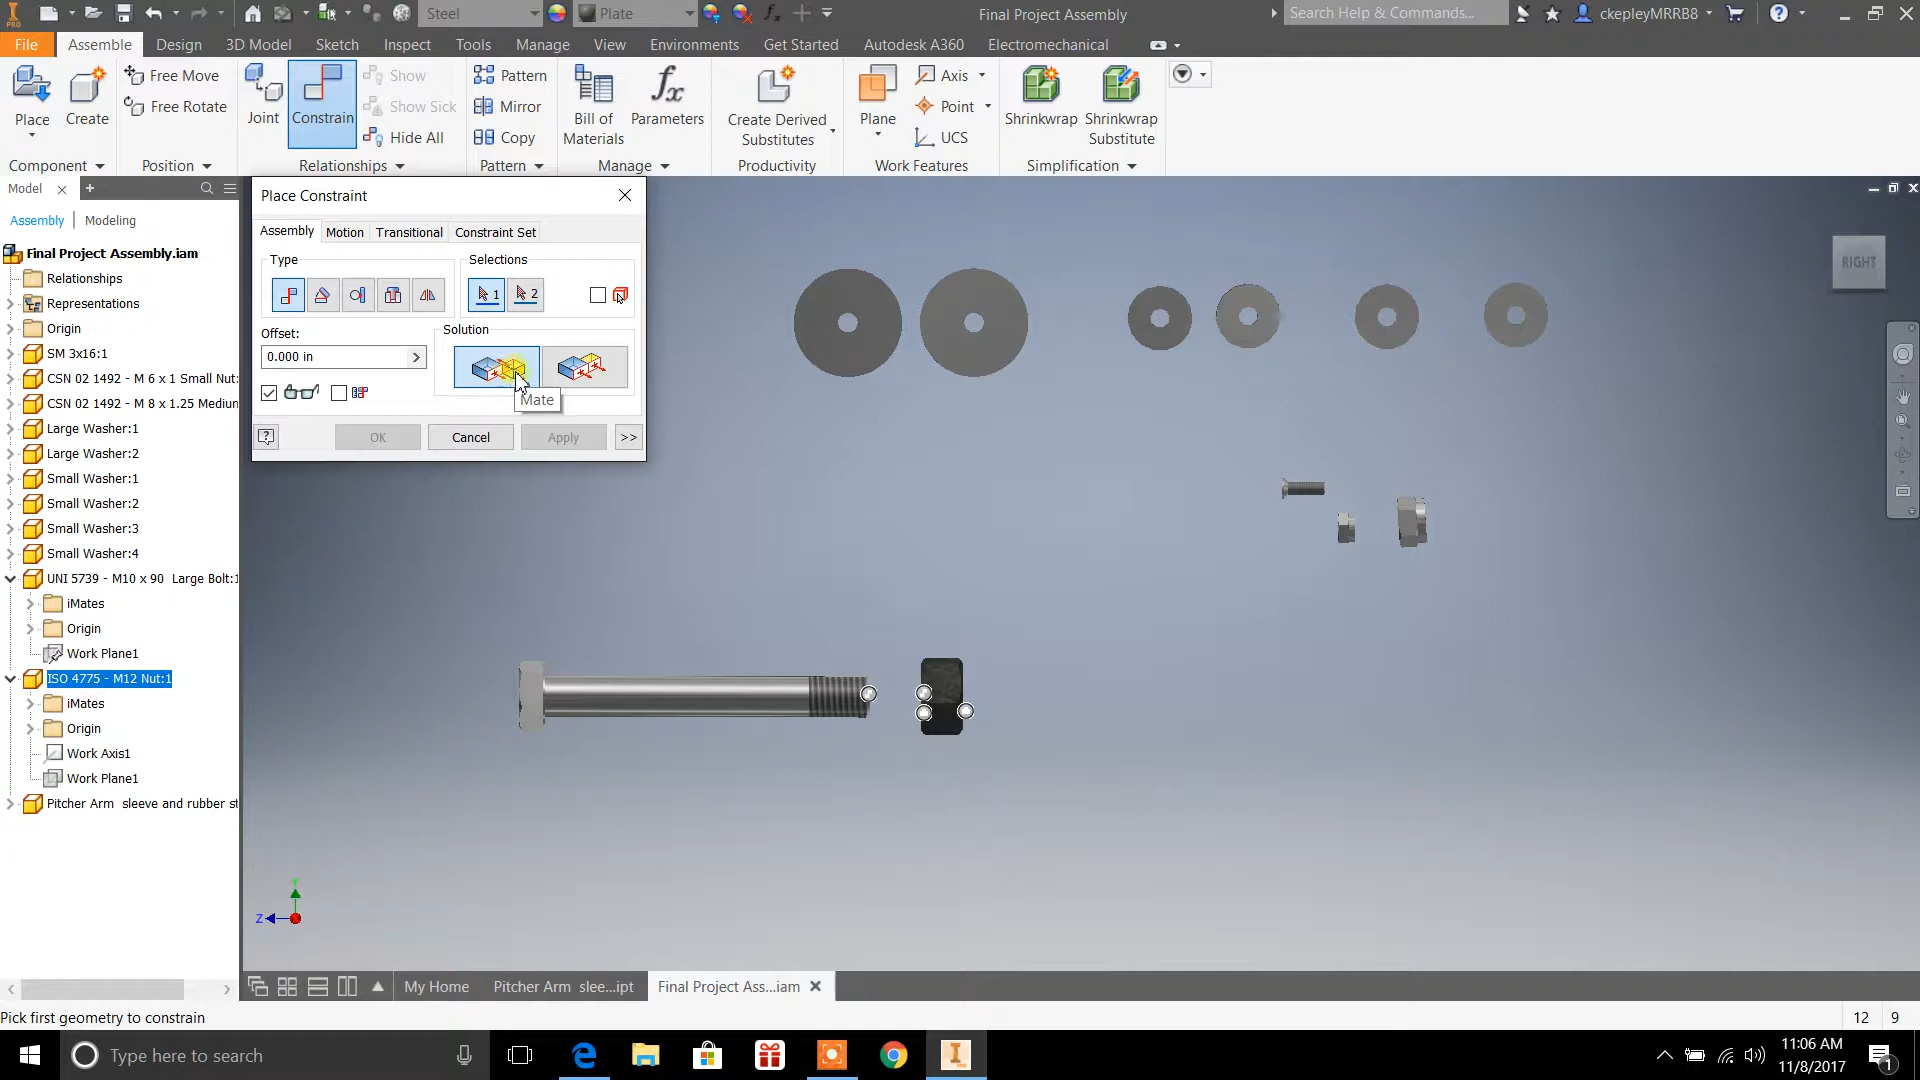 Steel
Plate
Final Project Assembly
Search Help & Commands...
ckepleyMRRB8
PRO
File
Assemble
Design
3D Model
Sketch
Inspect
Tools
Manage
View
Environments
Get Started
Autodesk A360
Electromechanical
Place
Create
Free Move
Free Rotate
Joint
Constrain
Show
Show Sick
Hide All
Pattern
Mirror
Copy
Bill of
Materials
Parameters
Create Derived
Substitutes
Plane
Axis
Point
UCS
Shrinkwrap
Shrinkwrap
Substitute
Component
Position
Relationships
Pattern
Manage
Productivity
Work Features
Simplification
Model
Assembly
Modeling
Final Project Assembly.iam
Relationships
Representations
Origin
SM 3x16:1
CSN 02 1492 - M 6 x 1 Small Nut:
CSN 02 1492 - M 8 x 1.25 Mediun
Large Washer:1
Large Washer:2
Small Washer:1
Small Washer:2
Small Washer:3
Small Washer:4
UNI 5739 - M10 x 90 Large Bolt:1
iMates
Origin
Work Plane1
ISO 4775 - M12 Nut:1
iMates
Origin
Work Axis1
Work Plane1
Pitcher Arm sleeve and rubber st
Place Constraint
Assembly
Motion
Transitional
Constraint Set
Type
Selections
1
2
Offset:
Solution
0.000 in
Mate
OK
Cancel
Apply
>>
RIGHT
Y
Z
My Home
Pitcher Arm slee...ipt
Final Project Ass...iam
Pick first geometry to constrain
12
9
Type here to search
11:06 AM
11/8/2017
1